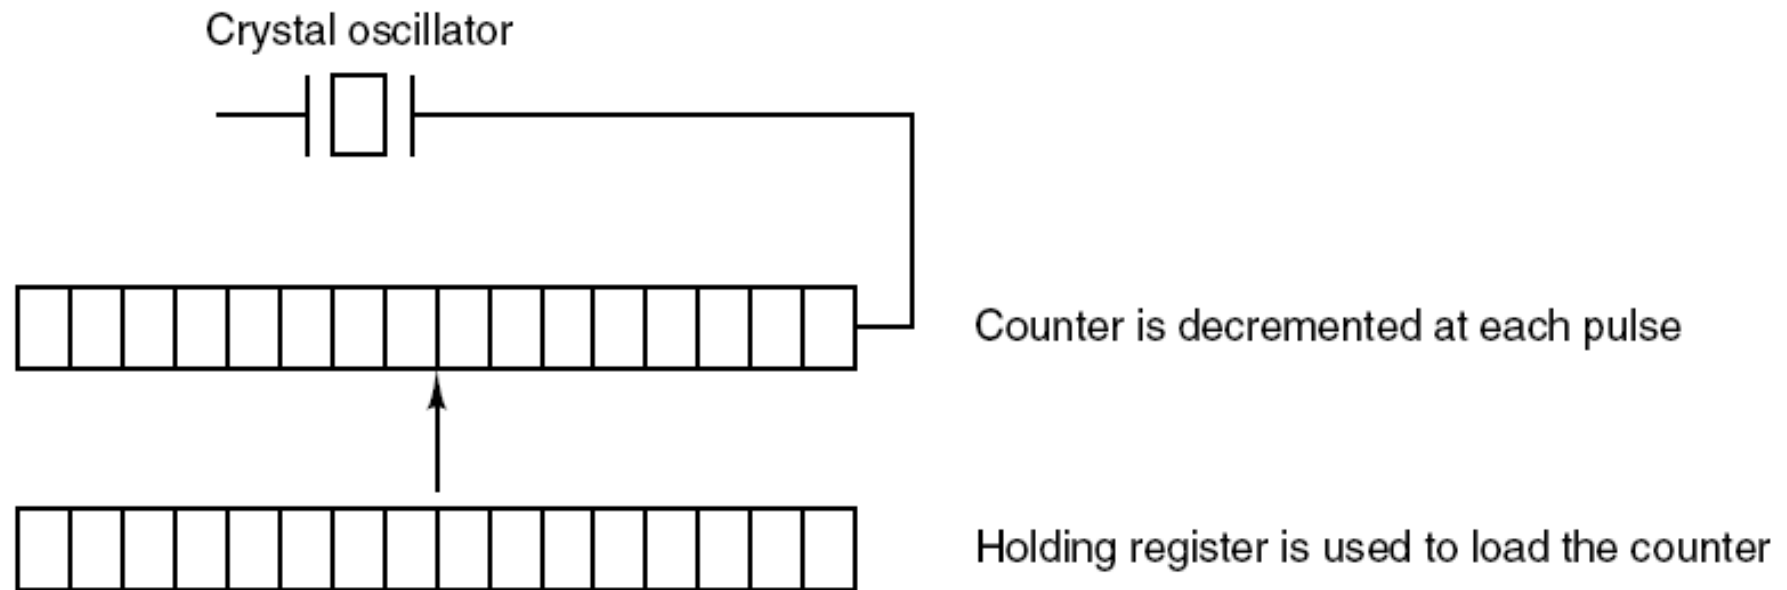 Crystal oscillator
Counter is decremented at each pulse
Holding register is used to load the counter